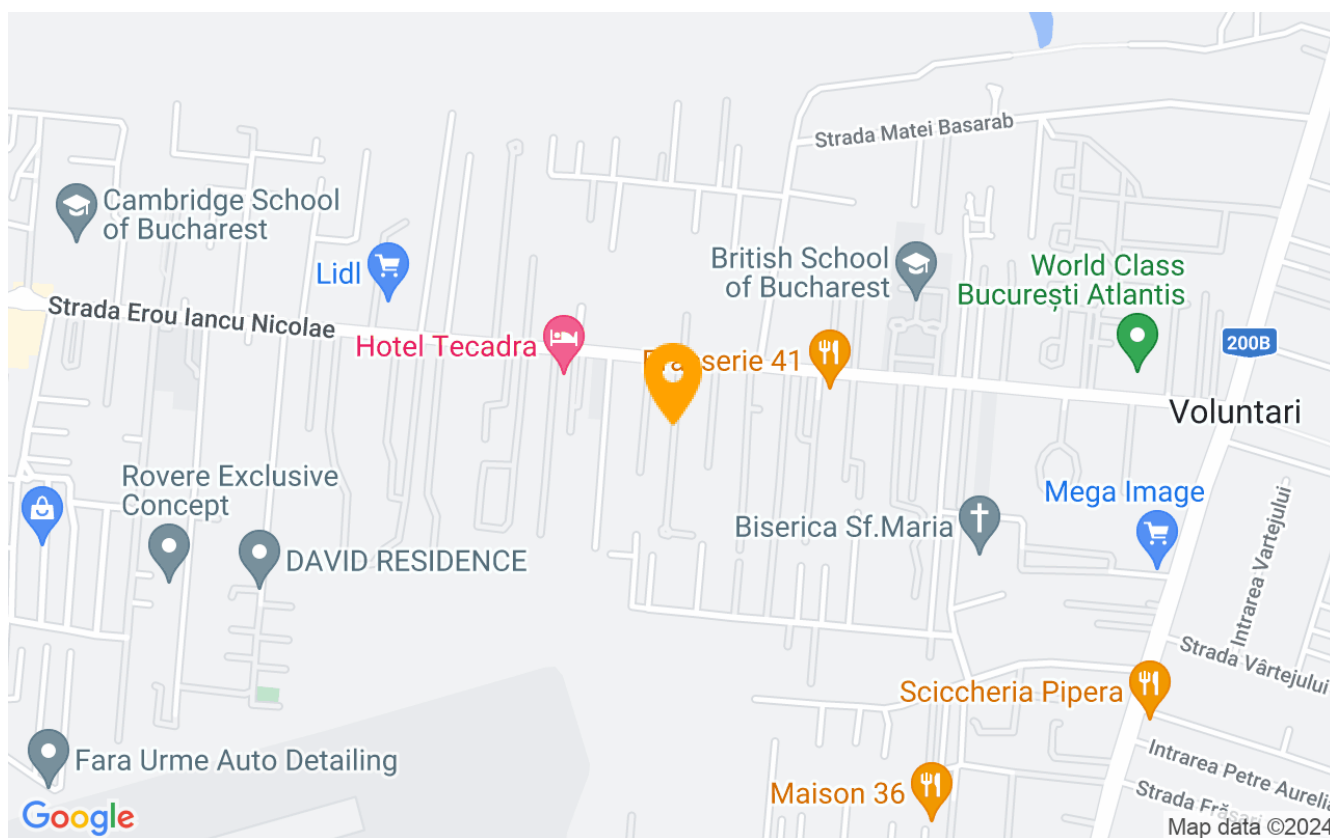 Strada Matei Basarab
Cambridge School
of Bucharest
Lidl
British School
of Bucharest
World Class
București Atlantis
Strada Erou Iancu Nicolae
Hotel Tecadra
serie 41
200B
Voluntari
Rovere Exclusive
Concept
Mega Image
Biserica Sf.Maria
DAVID RESIDENCE
Intrarea Vartejului
Strada Vârtejului
Sciccheria Pipera
Fara Urme Auto Detailing
Intrarea Petre Aurelia
Maison 36
Strada
Google
Map data ©2024